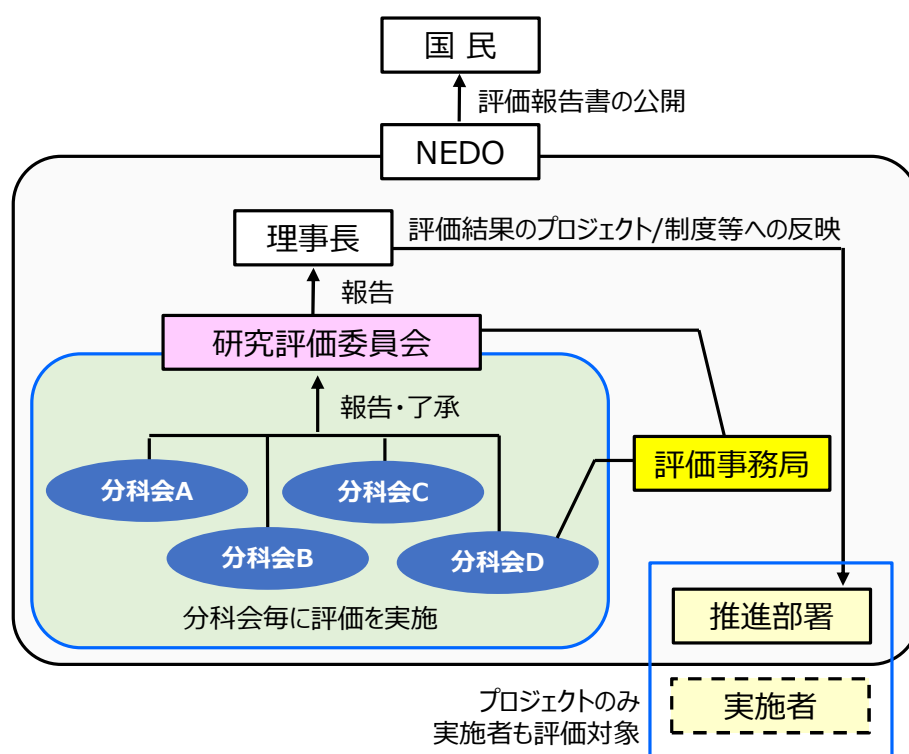 国 民
評価報告書の公開
NEDO
理事長
評価結果のプロジェクト/制度等への反映
報告
研究評価委員会
報告・了承
評価事務局
分科会A
分科会C
分科会B
分科会D
分科会毎に評価を実施
推進部署
プロジェクトのみ
実施者も評価対象
実施者